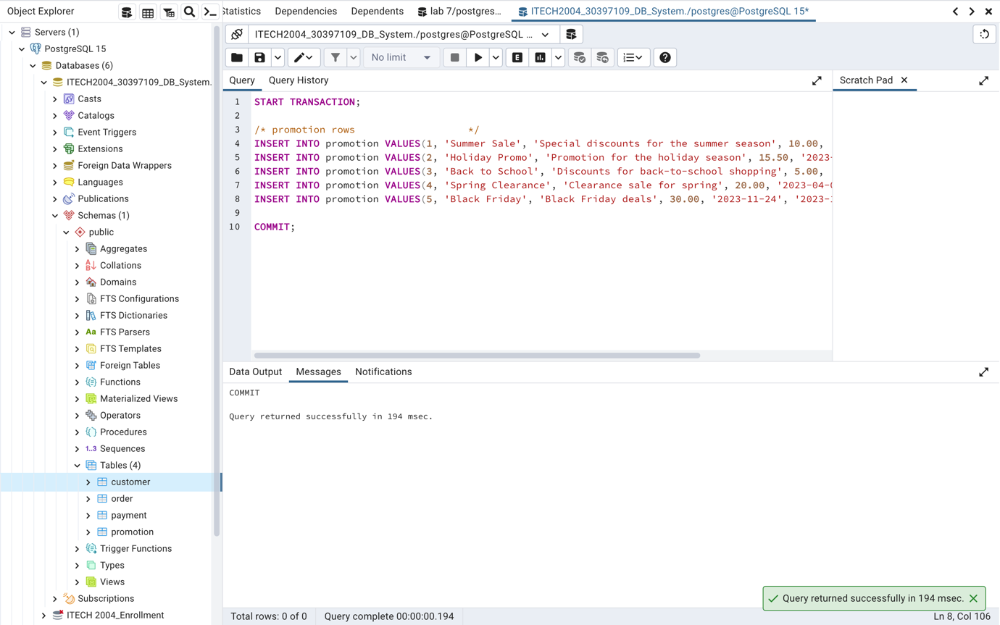 Object Explorer
Statistics Dependencies Dependents lab 7/postgres... ITECH2004_30397109_DB_System./postgres@PostgreSQL 15*
Servers (1)
PostgreSQL 15
Databases (6)
ITECH2004_30397109_DB_System.
Casts
Catalogs
Event Triggers
Extensions
Foreign Data Wrappers
Languages
Publications
Schemas (1)
public
Aggregates
Collations
Domains
FTS Configurations
FTS Dictionaries
FTS Parsers
FTS Templates
Foreign Tables
Functions
Materialized Views
Operators
Procedures
1..3 Sequences
Tables (4)
customer
order
payment
promotion
Trigger Functions
Types
Views
Subscriptions
ITECH 2004_Enrollment
ITECH2004_30397109_DB_System./postgres@PostgreSQL ...
No limit
Query Query History
Scratch Pad
1 START TRANSACTION;
2
3 /* promotion rows */
4 INSERT INTO promotion VALUES(1, 'Summer Sale', 'Special discounts for the summer season', 10.00,
5 INSERT INTO promotion VALUES(2, 'Holiday Promo', 'Promotion for the holiday season', 15.50, '2023-
6 INSERT INTO promotion VALUES(3, 'Back to School', 'Discounts for back-to-school shopping', 5.00,
7 INSERT INTO promotion VALUES(4, 'Spring Clearance', 'Clearance sale for spring', 20.00, '2023-04-
8 INSERT INTO promotion VALUES(5, 'Black Friday', 'Black Friday deals', 30.00, '2023-11-24', '2023-
9
10 COMMIT;
Data Output Messages Notifications
COMMIT
Query returned successfully in 194 msec.
Query returned successfully in 194 msec.
Total rows: 0 of 0 Query complete 00:00:00.194 Ln 8, Col 106